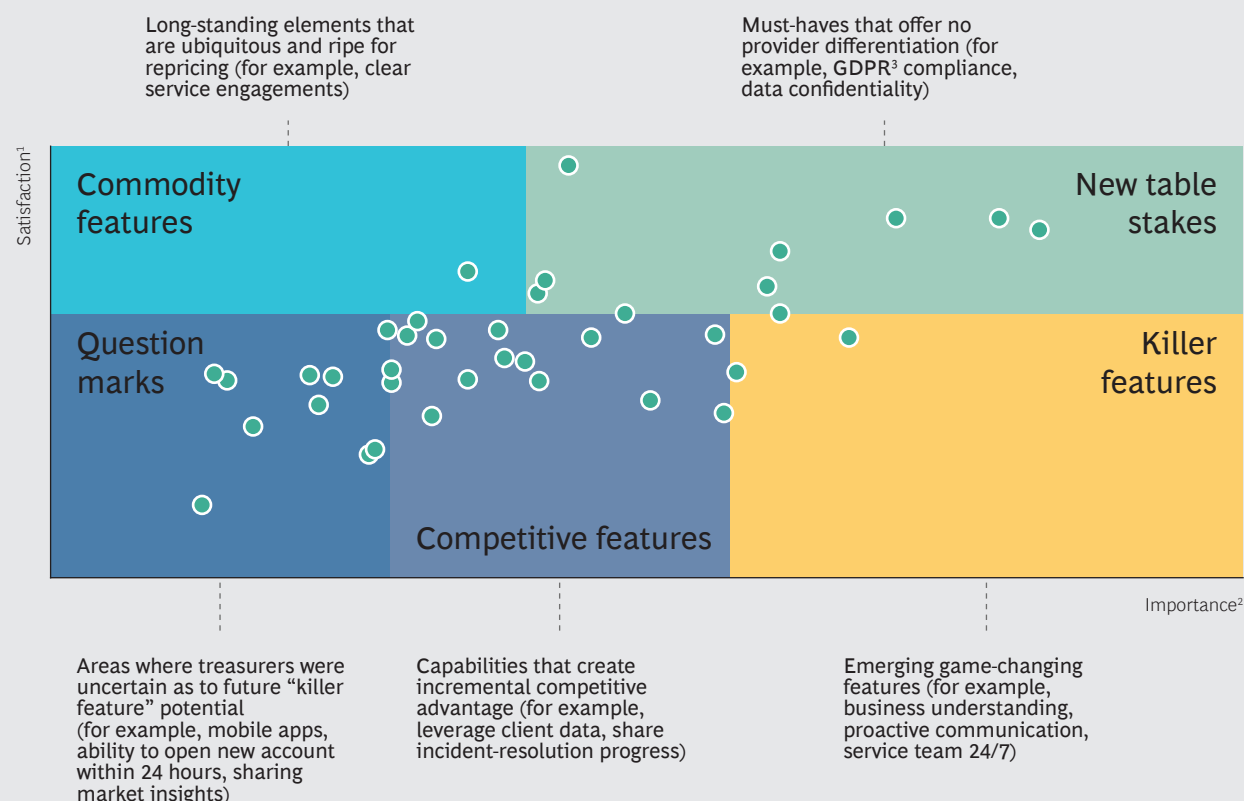 Long-standing elements that
are ubiquitous and ripe for
repricing (for example, clear
service engagements)
Must-haves that offer no
provider differentiation (for
example, GDPR³ compliance,
data confidentiality)
Satisfaction¹
Commodity
features
New table
stakes
Question
marks
Killer
features
Competitive features
Importance²
Areas where treasurers were
uncertain as to future “killer
feature” potential
(for example, mobile apps,
ability to open new account
within 24 hours, sharing
market insights)
Capabilities that create
incremental competitive
advantage (for example,
leverage client data, share
incident-resolution progress)
Emerging game-changing
features (for example,
business understanding,
proactive communication,
service team 24/7)